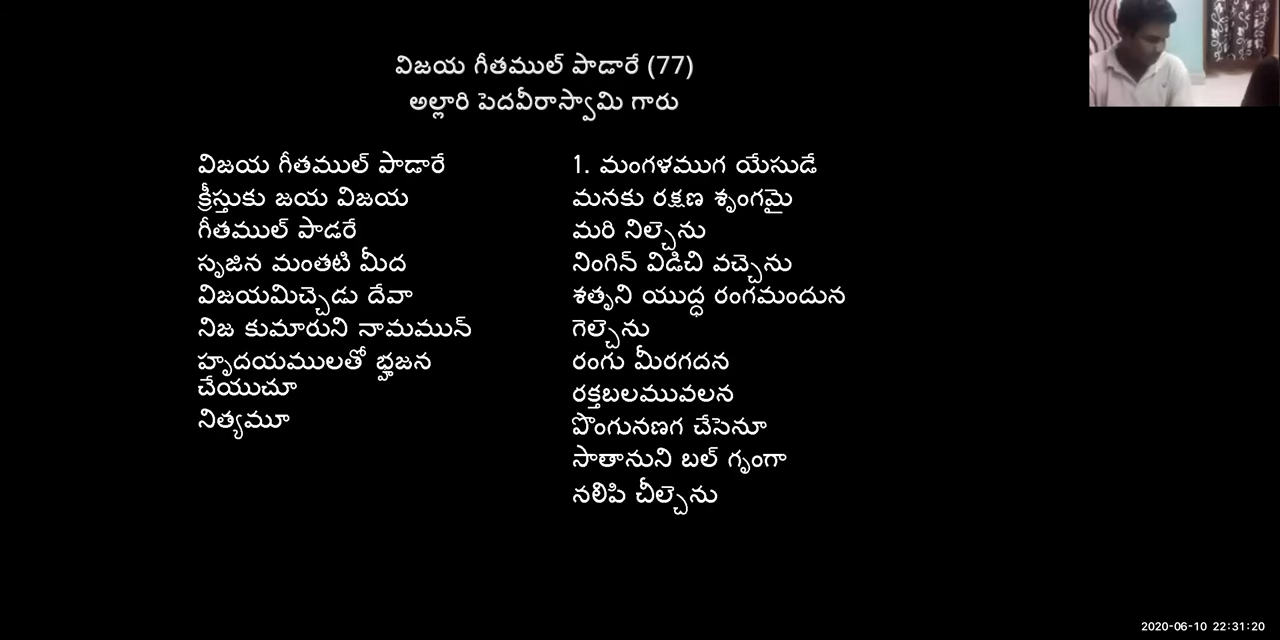 విజయ గీతముల్ పాడారే (77)
అల్లారి పెదవీరాస్వామి గారు
విజయ గీతముల్ పాడారే
క్రీస్తుకు జయ విజయ
గీతముల్ పాడరే
సృజిన మంతటి మీద
విజయమిచ్చెడు దేవా
నిజ కుమారుని నామమున్
హృదయములతో భ్హజన
చేయుచూ
నిత్యమూ
1. మంగళముగ యేసుడే
మనకు రక్షణ శృంగమై
మరి నిల్చెను
నింగిన్ విడిచి వచ్చెను
శతృని యుద్ధ రంగమందున
గెల్చెను
రంగు మీరగదన
రక్తబలమువలన
పొంగునణగ చేసెనూ
సాతానుని బల్ గృంగా
నలిపి చీల్చెను
2020-06-10 22:31:20